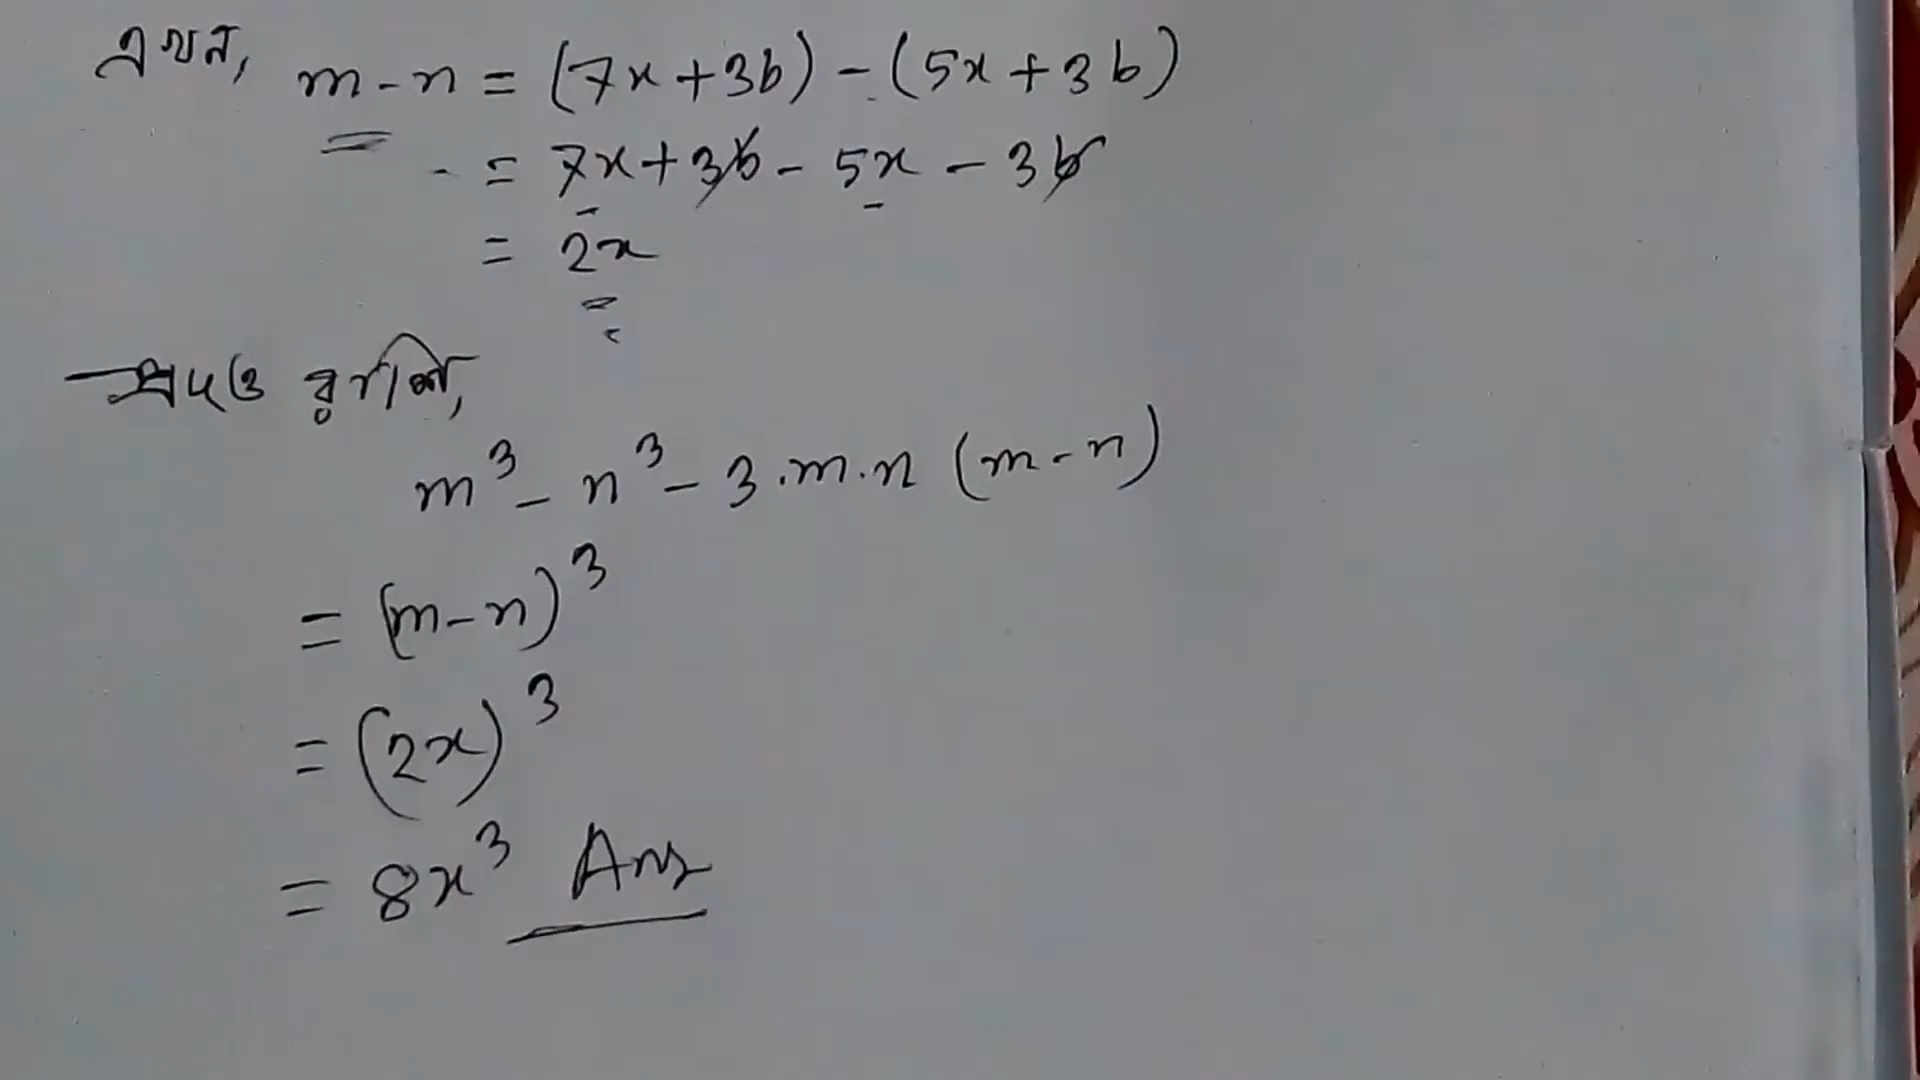 এখন, m - n = (7x + 3b) - (5x + 3b)
= 7x + 3b - 5x - 3b
= 2x
প্রদত্ত রাশি,
m³ - n³ - 3.m.n (m - n)
= (m - n)³
= (2x)³
= 8x³ Ans